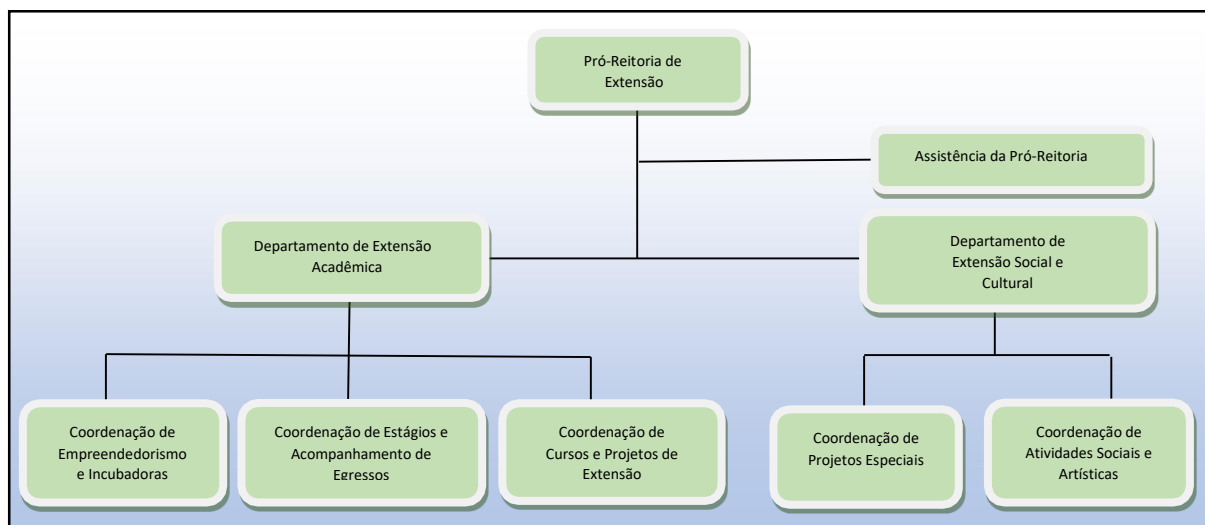 Pró-Reitoria de
Extensão
Assistência da Pró-Reitoria
Departamento de Extensão
Acadêmica
Departamento de
Extensão Social e
Cultural
Coordenação de
Empreendedorismo
e Incubadoras
Coordenação de Estágios e
Acompanhamento de
Egressos
Coordenação de
Cursos e Projetos de
Extensão
Coordenação de
Projetos Especiais
Coordenação de
Atividades Sociais e
Artísticas